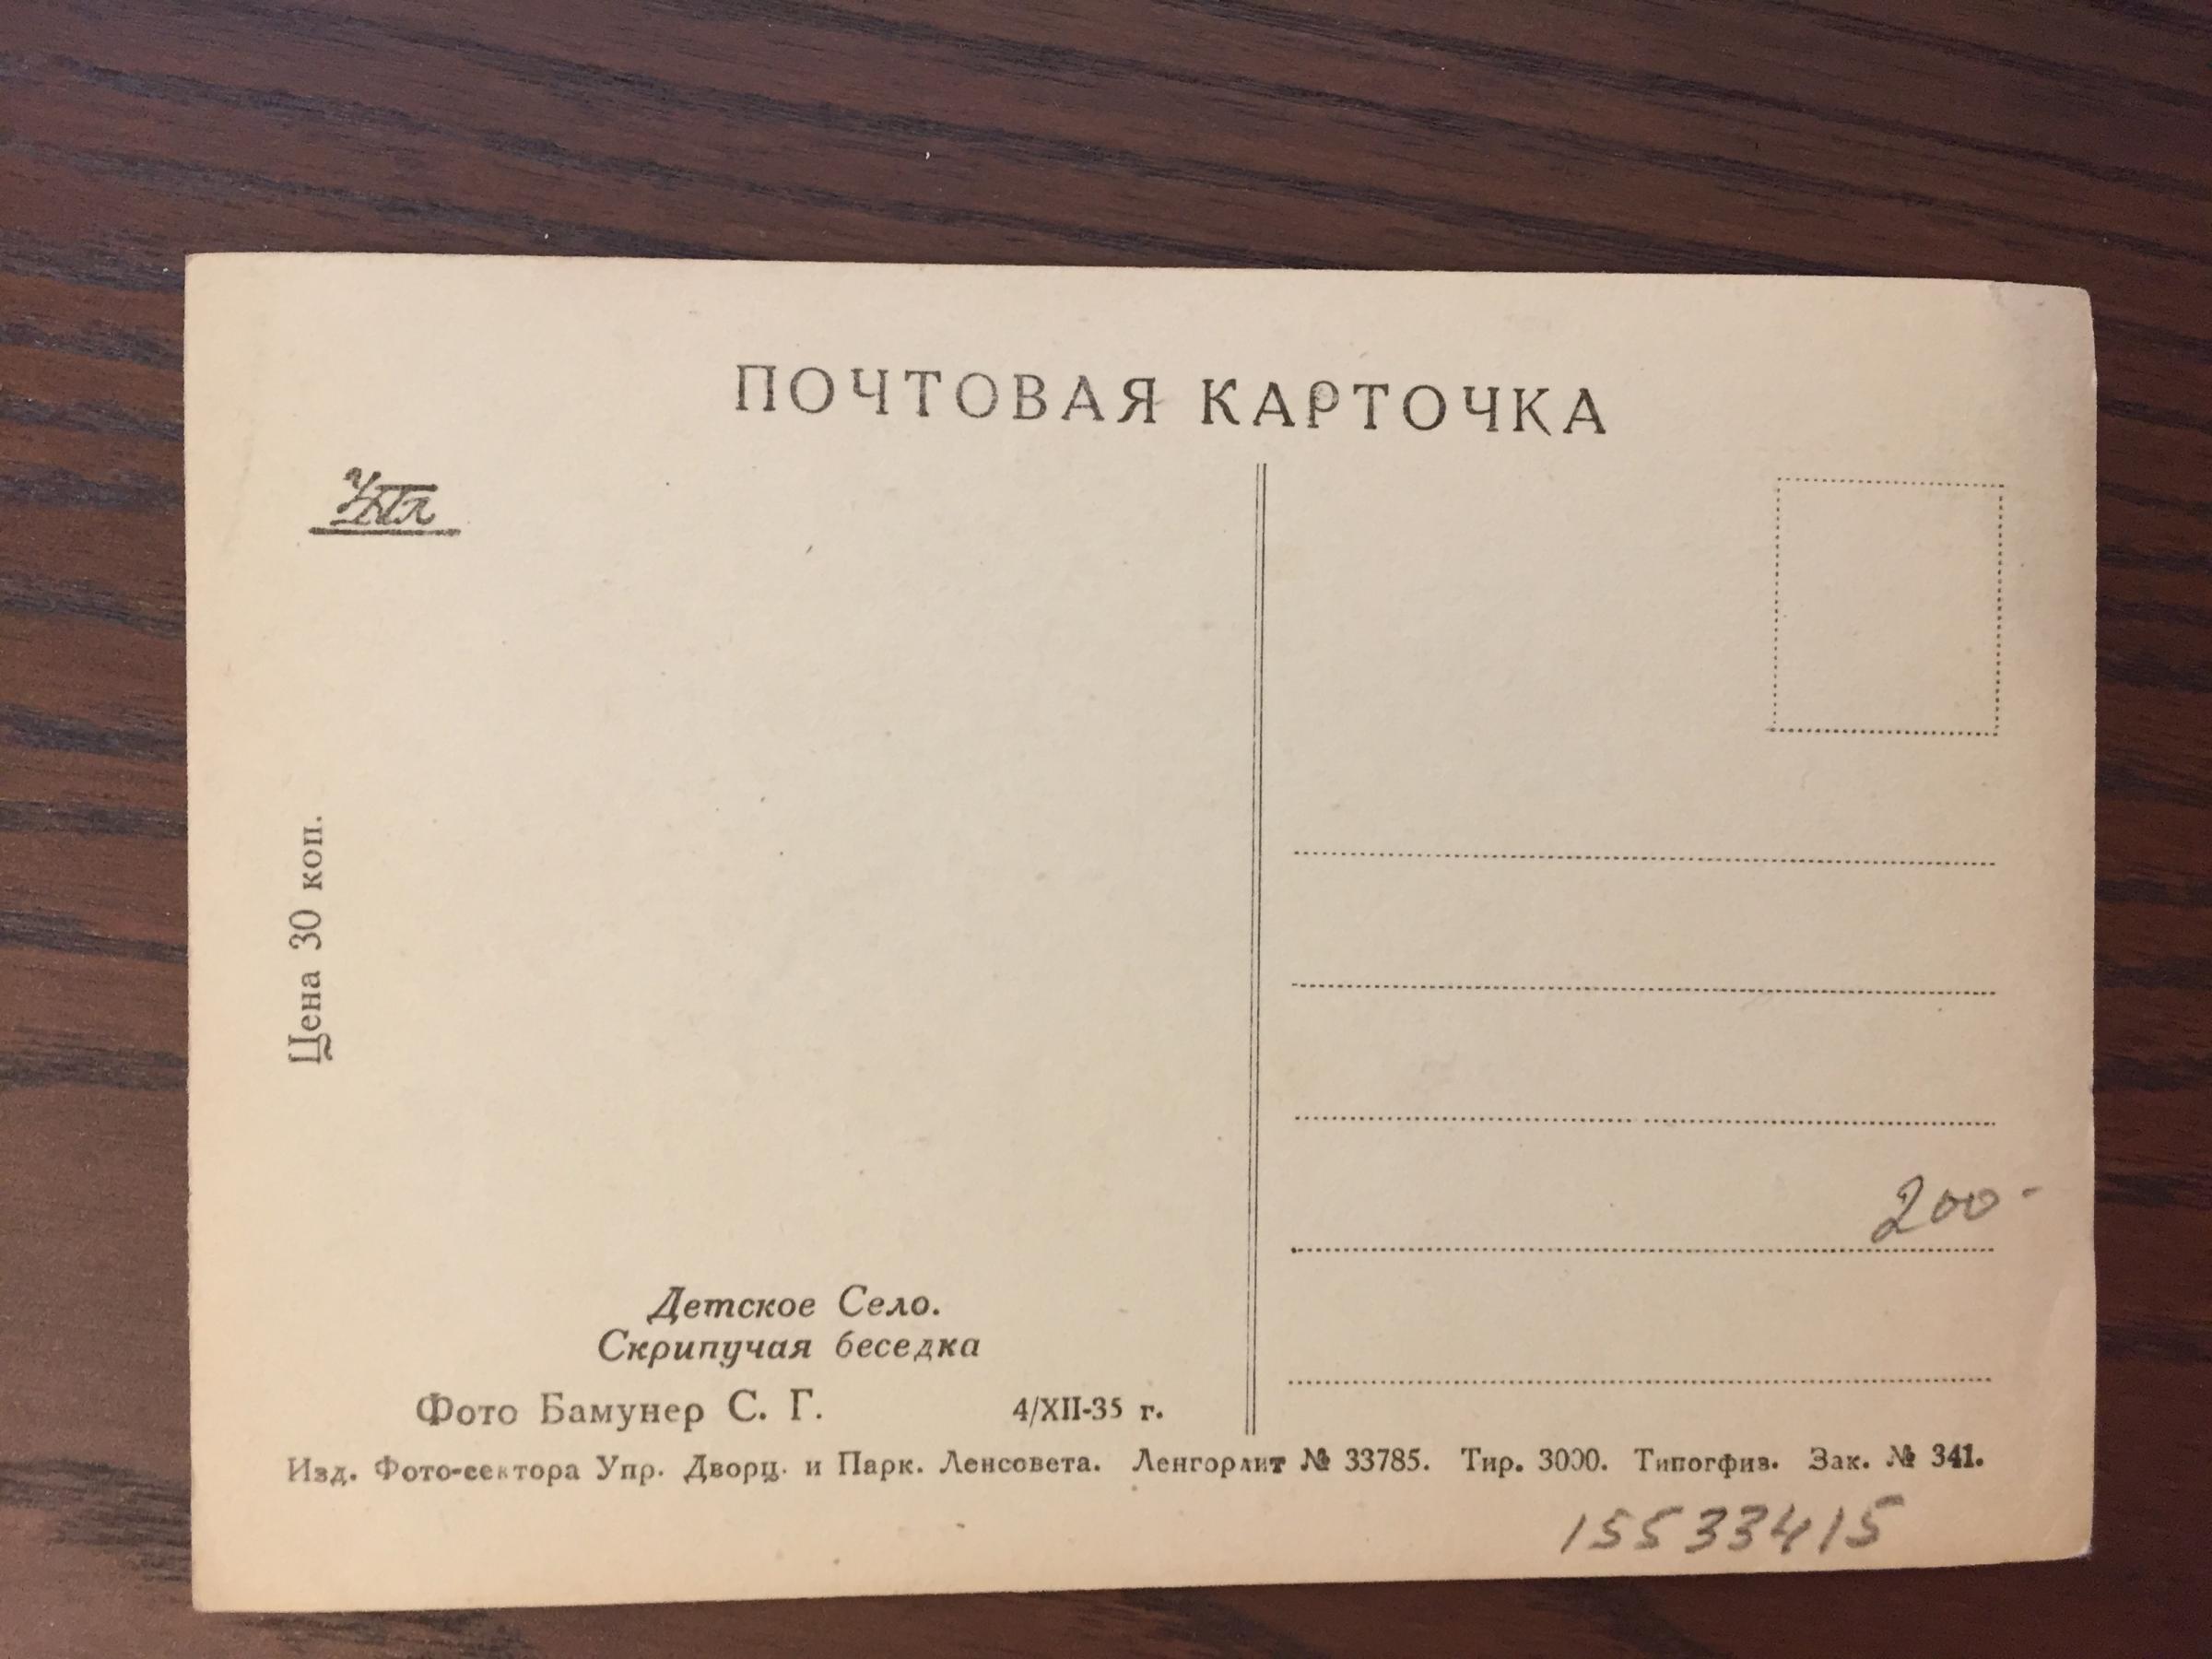 ПОЧТОВАЯ КАРТОЧКА
Цена 30 коп.
200-
Детское Село.
Скрипучая беседка
Фото Бамунер С. Г. 4/XII-35 г.
Изд. Фото-сектора Упр. Дворц. и Парк. Ленсовета. Ленгорлит № 33785. Тир. 3000. Типогфиз. Зак. № 341.
15533415